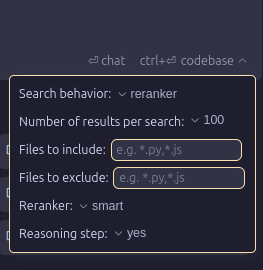 ⏎ chat ctrl+⏎ codebase
Search behavior: reranker
Number of results per search: 100
Files to include: e.g. *.py,*.js
Files to exclude: e.g. *.py,*.js
Reranker: smart
Reasoning step: yes